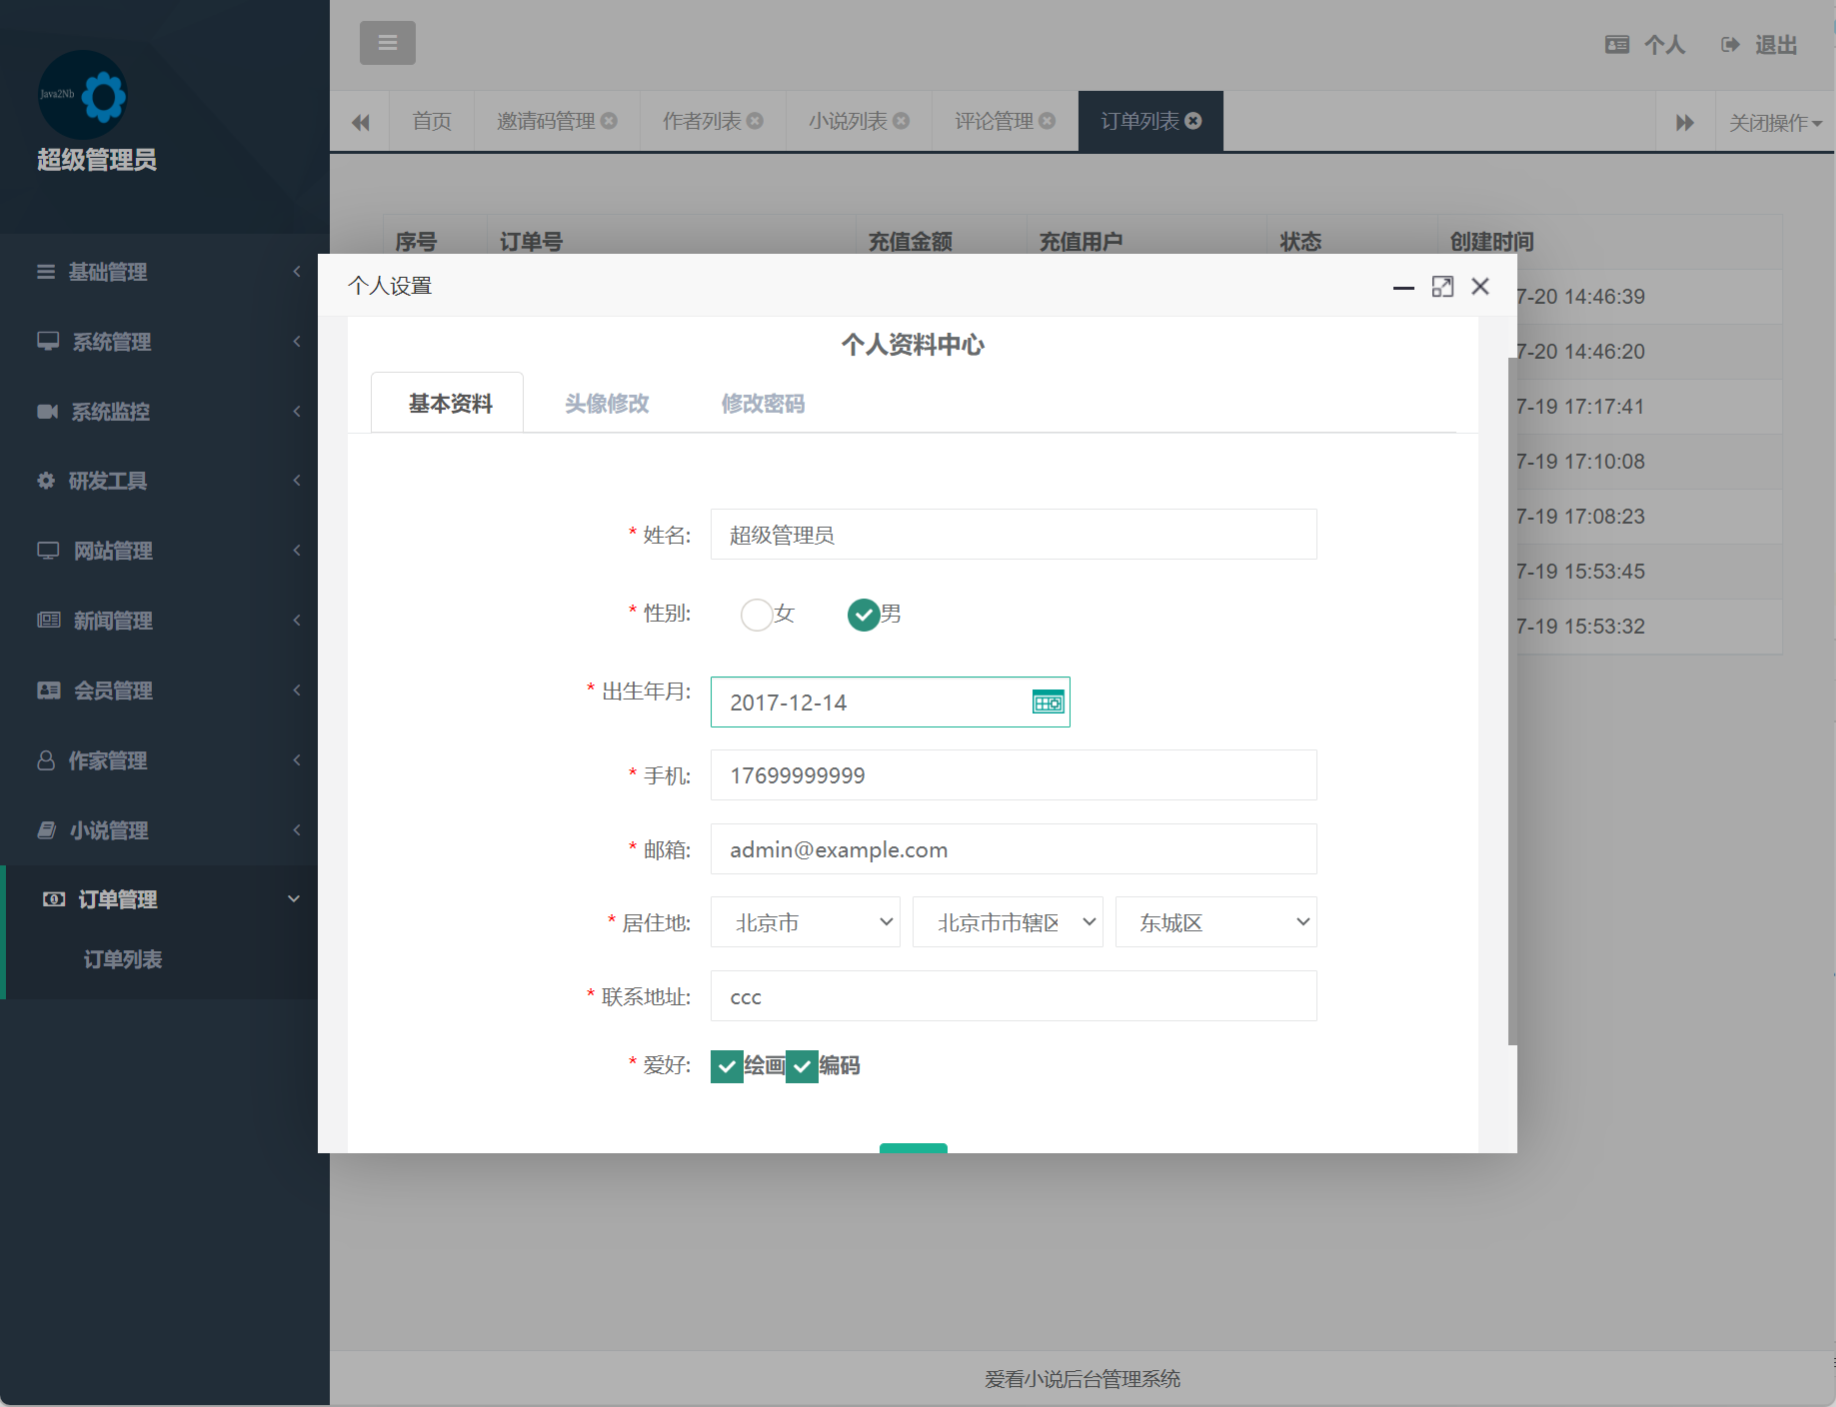 Java2Nb
超级管理员
基础管理
系统管理
系统监控
研发工具
网站管理
新闻管理
会员管理
作家管理
小说管理
订单管理
订单列表
个人 退出
首页 邀请码管理 作者列表 小说列表 评论管理 订单列表 关闭操作
序号 订单号 充值金额 充值用户 状态 创建时间
7-20 14:46:39
7-20 14:46:20
7-19 17:17:41
7-19 17:10:08
7-19 17:08:23
7-19 15:53:45
7-19 15:53:32
个人设置
个人资料中心
基本资料 头像修改 修改密码
* 姓名: 超级管理员
* 性别: 女 男
* 出生年月: 2017-12-14
* 手机: 17699999999
* 邮箱: admin@example.com
* 居住地: 北京市 北京市市辖区 东城区
* 联系地址: ccc
* 爱好: 绘画 编码
爱看小说后台管理系统